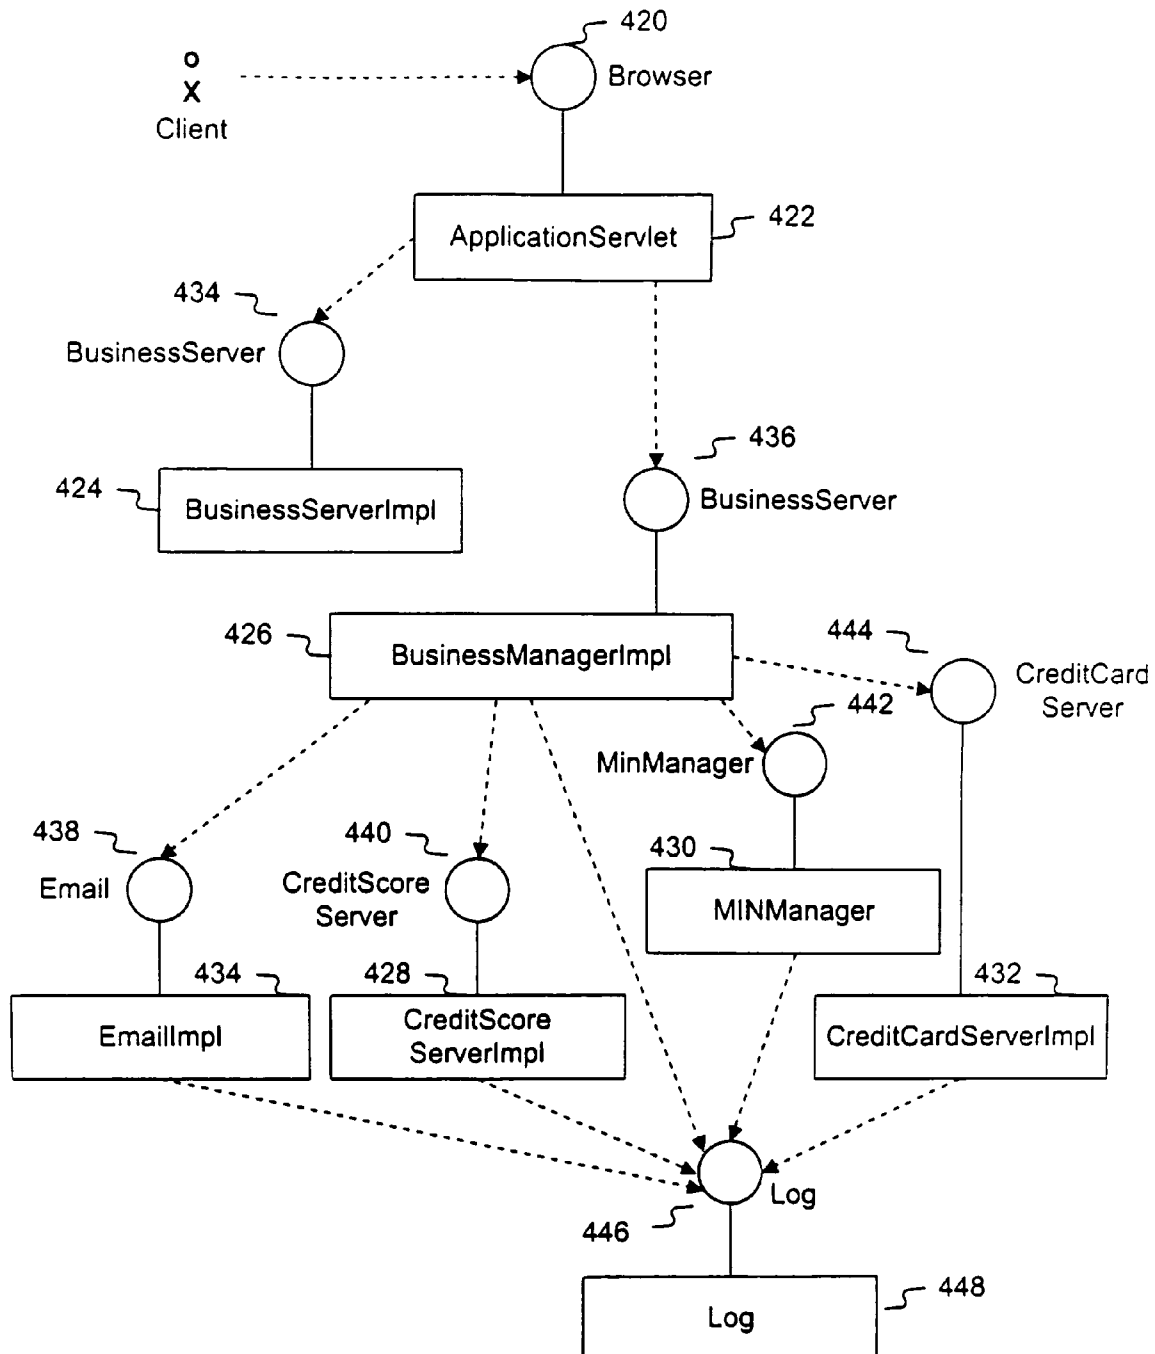 420
Browser
o
X
Client
422
ApplicationServlet
434
BusinessServer
436
BusinessServer
424
BusinessServerImpl
426
BusinessManagerImpl
444
CreditCard
Server
442
MinManager
438
Email
440
CreditScore
Server
430
MINManager
434
EmailImpl
428
CreditScore
ServerImpl
432
CreditCardServerImpl
Log
446
448
Log